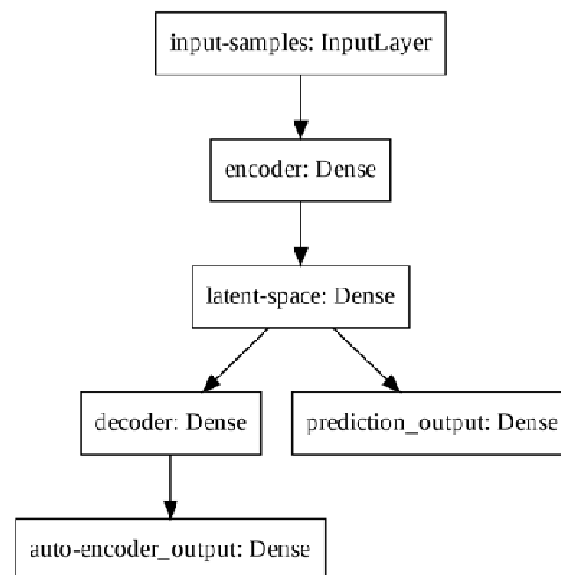 input-samples: InputLayer
encoder: Dense
latent-space: Dense
decoder: Dense
prediction_output: Dense
auto-encoder_output: Dense